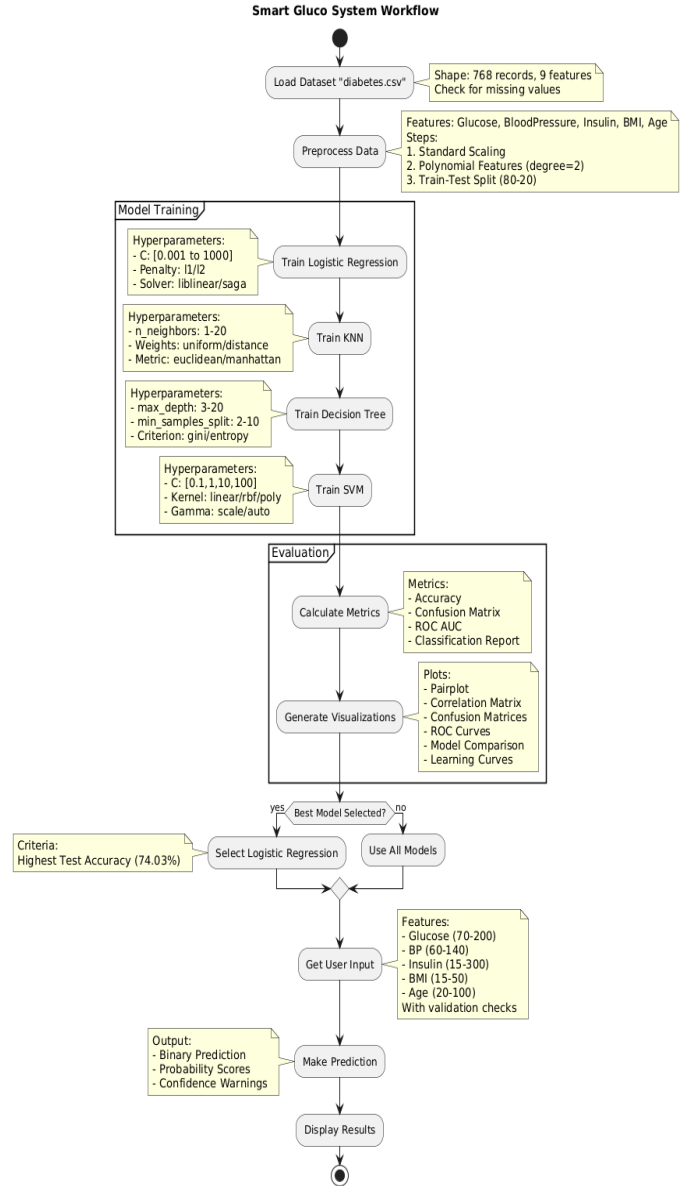 Smart Gluco System Workflow
Load Dataset "diabetes.csv"
Shape: 768 records, 9 features
Check for missing values
Preprocess Data
Features: Glucose, BloodPressure, Insulin, BMI, Age
Steps:
1. Standard Scaling
2. Polynomial Features (degree=2)
3. Train-Test Split (80-20)
Model Training
Hyperparameters:
- C: [0.001 to 1000]
- Penalty: l1/l2
- Solver: liblinear/saga
Train Logistic Regression
Hyperparameters:
- n_neighbors: 1-20
- Weights: uniform/distance
- Metric: euclidean/manhattan
Train KNN
Hyperparameters:
- max_depth: 3-20
- min_samples_split: 2-10
- Criterion: gini/entropy
Train Decision Tree
Hyperparameters:
- C: [0.1,1,10,100]
- Kernel: linear/rbf/poly
- Gamma: scale/auto
Train SVM
Evaluation
Calculate Metrics
Metrics:
- Accuracy
- Confusion Matrix
- ROC AUC
- Classification Report
Generate Visualizations
Plots:
- Pairplot
- Correlation Matrix
- Confusion Matrices
- ROC Curves
- Model Comparison
- Learning Curves
yes
Best Model Selected?
no
Criteria:
Highest Test Accuracy (74.03%)
Select Logistic Regression
Use All Models
Get User Input
Features:
- Glucose (70-200)
- BP (60-140)
- Insulin (15-300)
- BMI (15-50)
- Age (20-100)
With validation checks
Output:
- Binary Prediction
- Probability Scores
- Confidence Warnings
Make Prediction
Display Results